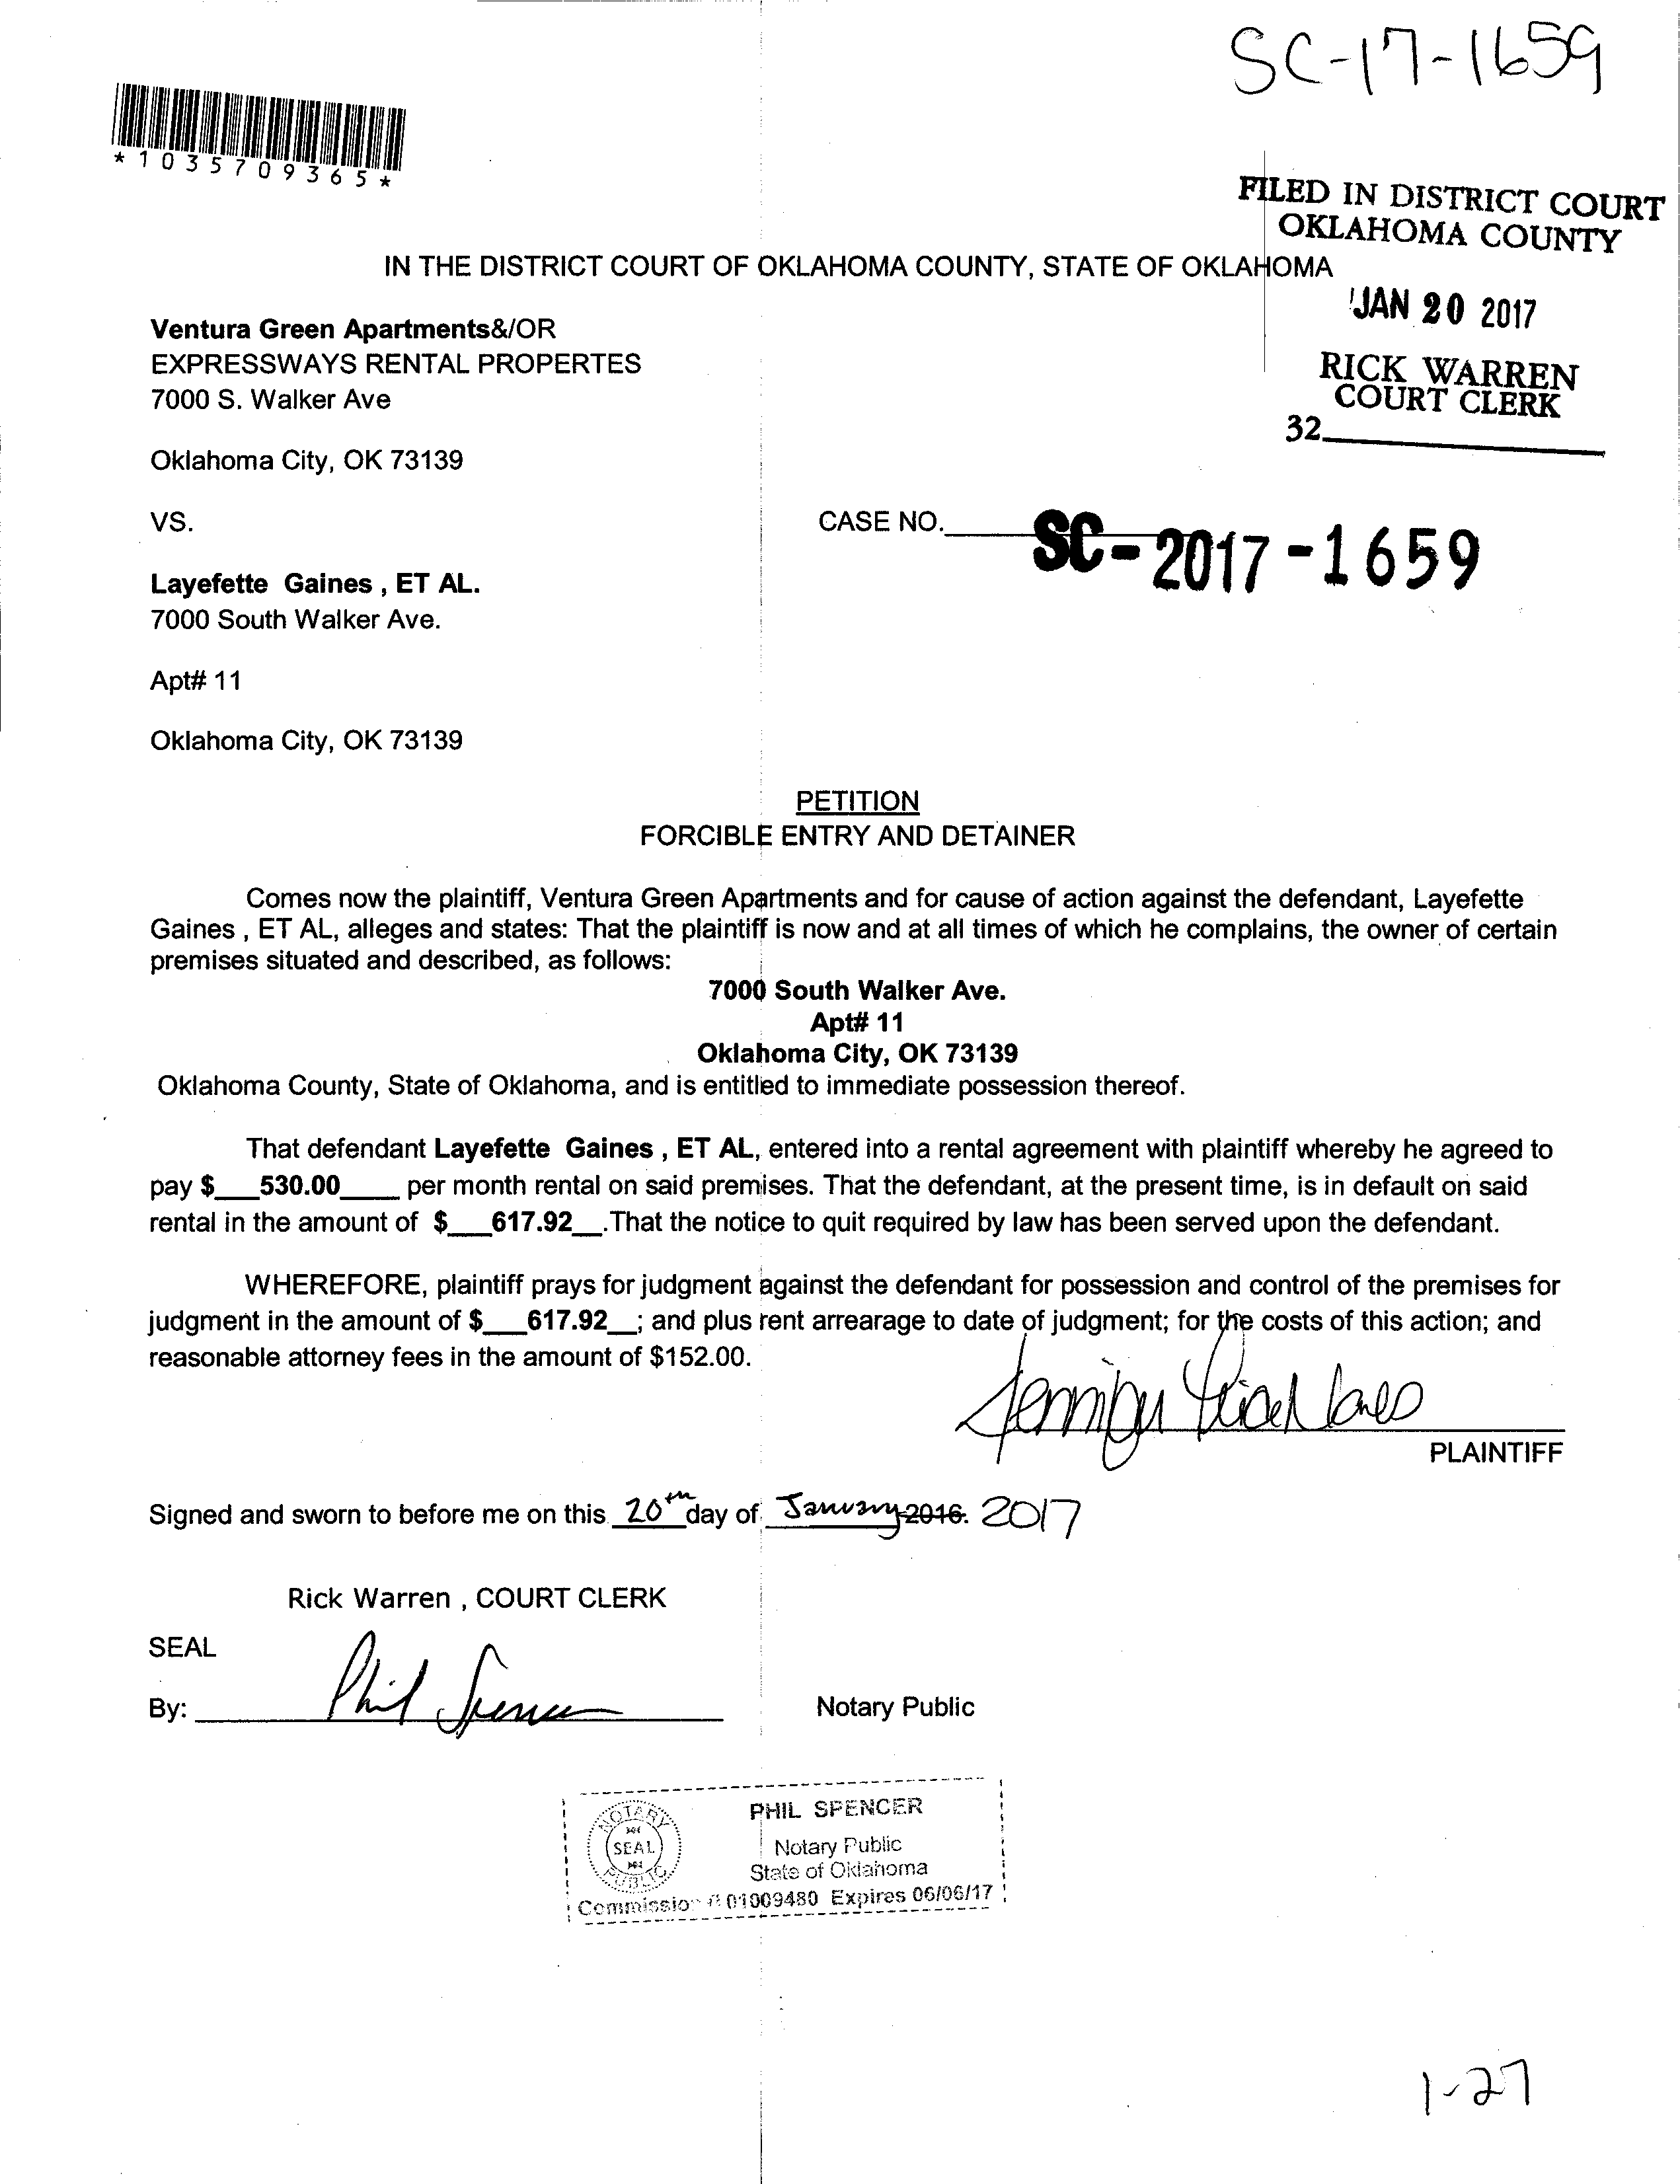 SC-17-1659
*1035709365*
FILED IN DISTRICT COURT
OKLAHOMA COUNTY
IN THE DISTRICT COURT OF OKLAHOMA COUNTY, STATE OF OKLAHOMA
JAN 20 2017
Ventura Green Apartments&/OR
EXPRESSWAYS RENTAL PROPERTES
7000 S. Walker Ave
RICK WARREN
COURT CLERK
32
Oklahoma City, OK 73139
VS.
CASE NO. SC-2017-1659
Layefette Gaines , ET AL.
7000 South Walker Ave.
Apt# 11
Oklahoma City, OK 73139
PETITION
FORCIBLE ENTRY AND DETAINER
Comes now the plaintiff, Ventura Green Apartments and for cause of action against the defendant, Layefette
Gaines , ET AL, alleges and states: That the plaintiff is now and at all times of which he complains, the owner of certain
premises situated and described, as follows:
7000 South Walker Ave.
Apt# 11
Oklahoma City, OK 73139
Oklahoma County, State of Oklahoma, and is entitled to immediate possession thereof.
That defendant Layefette Gaines , ET AL, entered into a rental agreement with plaintiff whereby he agreed to
pay $___530.00____ per month rental on said premises. That the defendant, at the present time, is in default on said
rental in the amount of $___617.92__.That the notice to quit required by law has been served upon the defendant.
WHEREFORE, plaintiff prays for judgment against the defendant for possession and control of the premises for
judgment in the amount of $___617.92__; and plus rent arrearage to date of judgment; for the costs of this action; and
reasonable attorney fees in the amount of $152.00.
Jennifer
PLAINTIFF
Signed and sworn to before me on this 20th day of January 2016. 2017
Rick Warren , COURT CLERK
SEAL
By: Phil Spencer
Notary Public
NOTARY
SEAL
PUBLIC
PHIL SPENCER
Notary Public
State of Oklahoma
Commission # 01009480 Expires 06/06/17
1-27